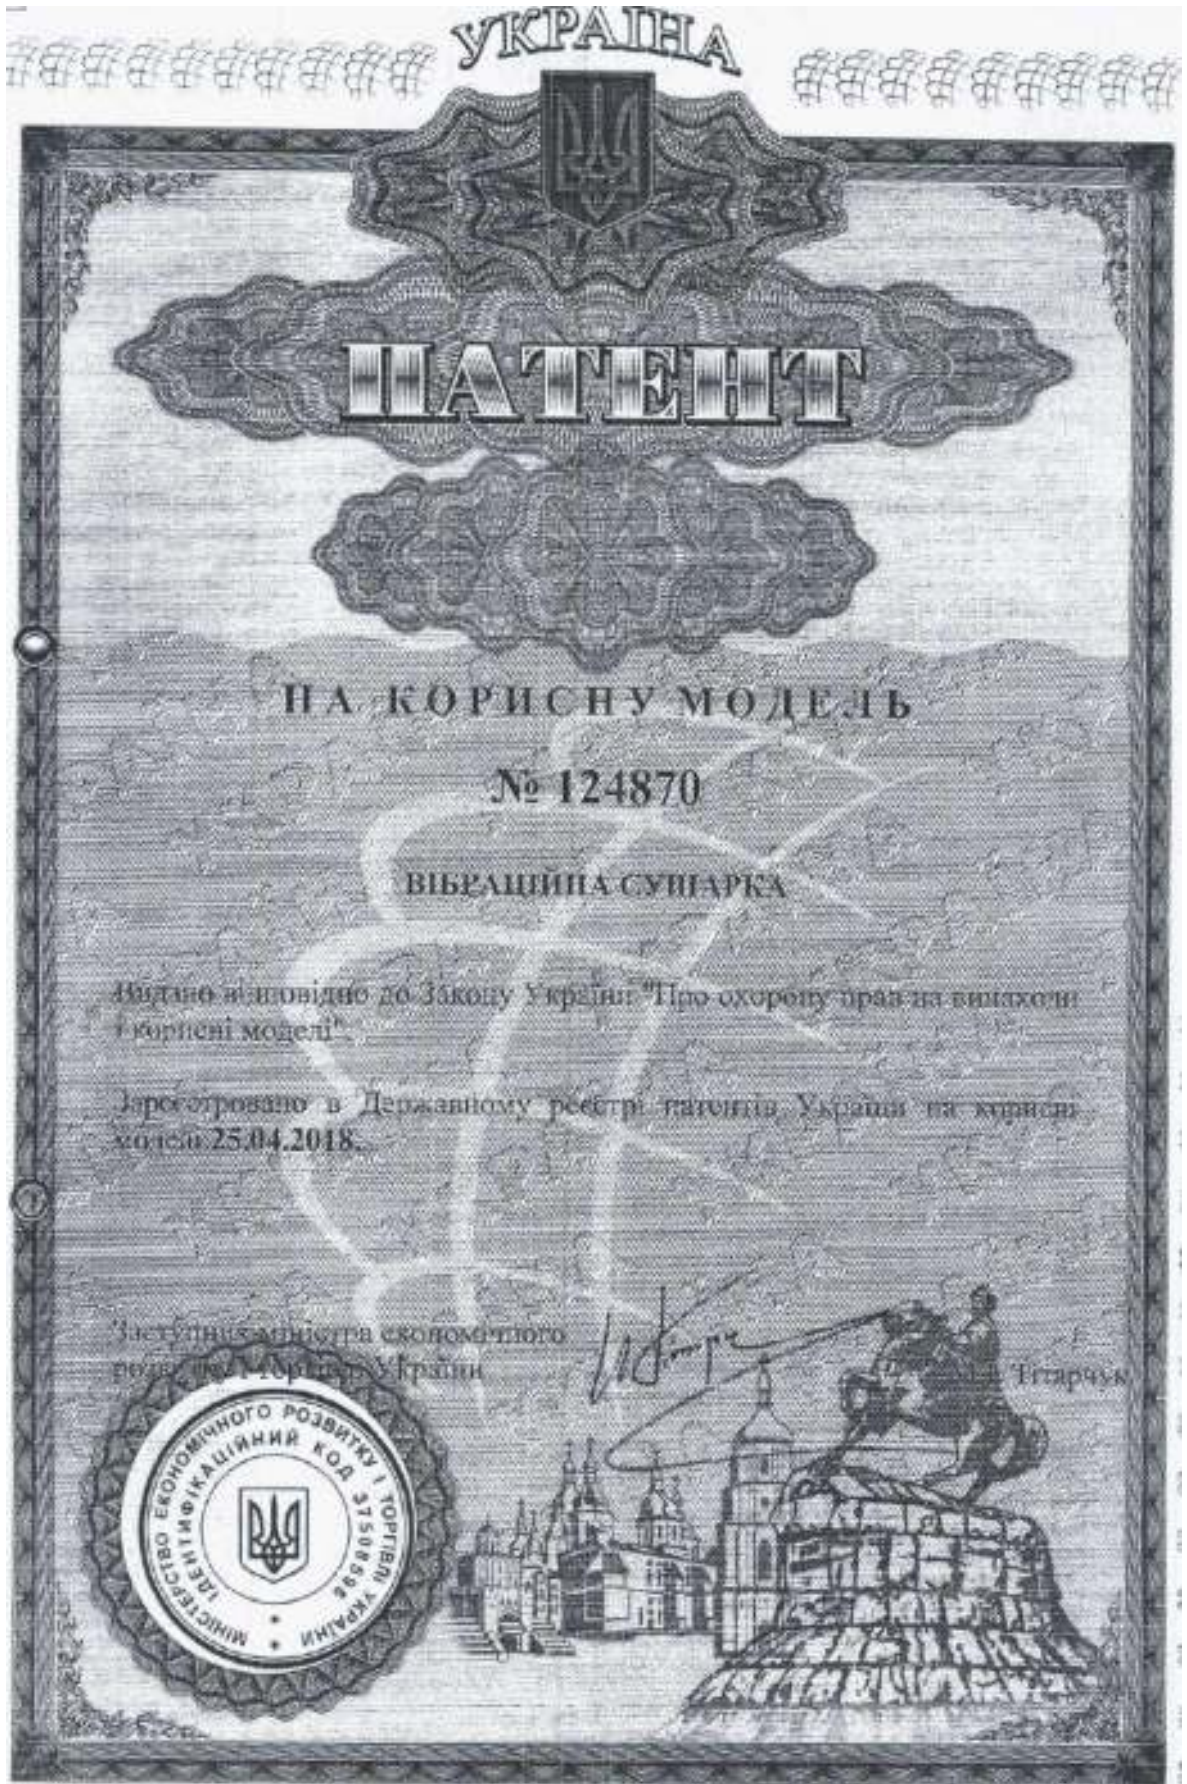 УКРАЇНА
ПАТЕНТ
НА КОРИСНУ МОДЕЛЬ
№ 124870
ВІБРАЦІЙНА СУШАРКА
Видано відповідно до Закону України "Про охорону прав на винаходи
і корисні моделі".
Зареєстровано в Державному реєстрі патентів України на корисні
моделі 25.04.2018.
Заступник міністра економічного
розвитку і торгівлі України
Тітарчук
МІНІСТЕРСТВО ЕКОНОМІЧНОГО РОЗВИТКУ І ТОРГІВЛІ УКРАЇНИ
ІДЕНТИФІКАЦІЙНИЙ КОД 37508596